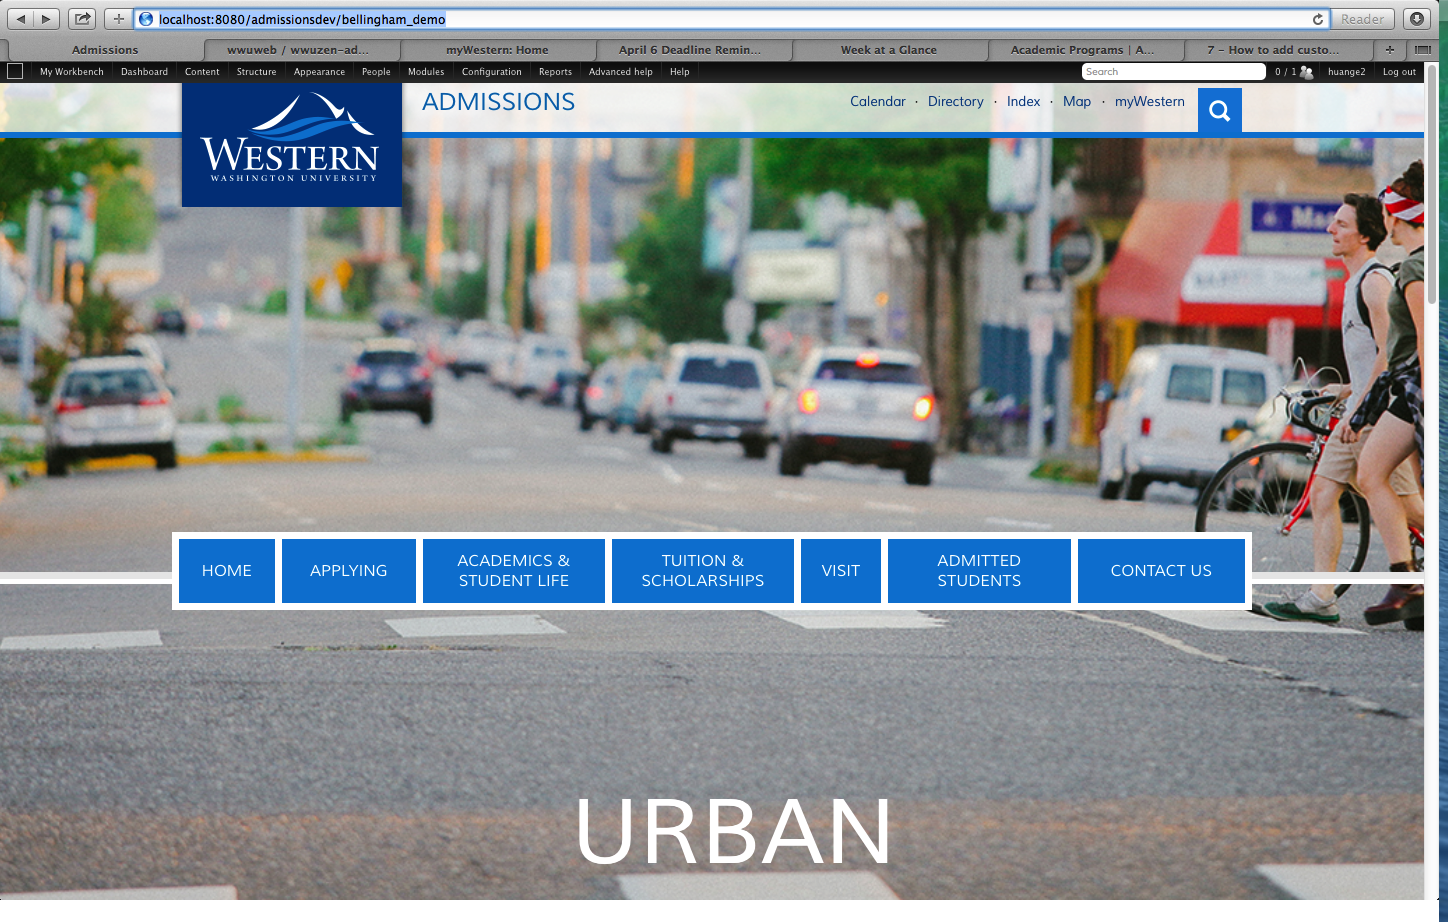 localhost:8080/admissionsdev/bellingham_demo
Reader
Admissions
wwuweb / wwuzen-ad...
myWestern: Home
April 6 Deadline Remin...
Week at a Glance
Academic Programs | A...
7 - How to add custo...
My Workbench
Dashboard
Content
Structure
Appearance
People
Modules
Configuration
Reports
Advanced help
Help
Search
0 / 1
huange2
Log out
ADMISSIONS
Calendar · Directory · Index · Map · myWestern
WESTERN
WASHINGTON UNIVERSITY
HOME
APPLYING
ACADEMICS &
STUDENT LIFE
TUITION &
SCHOLARSHIPS
VISIT
ADMITTED
STUDENTS
CONTACT US
URBAN